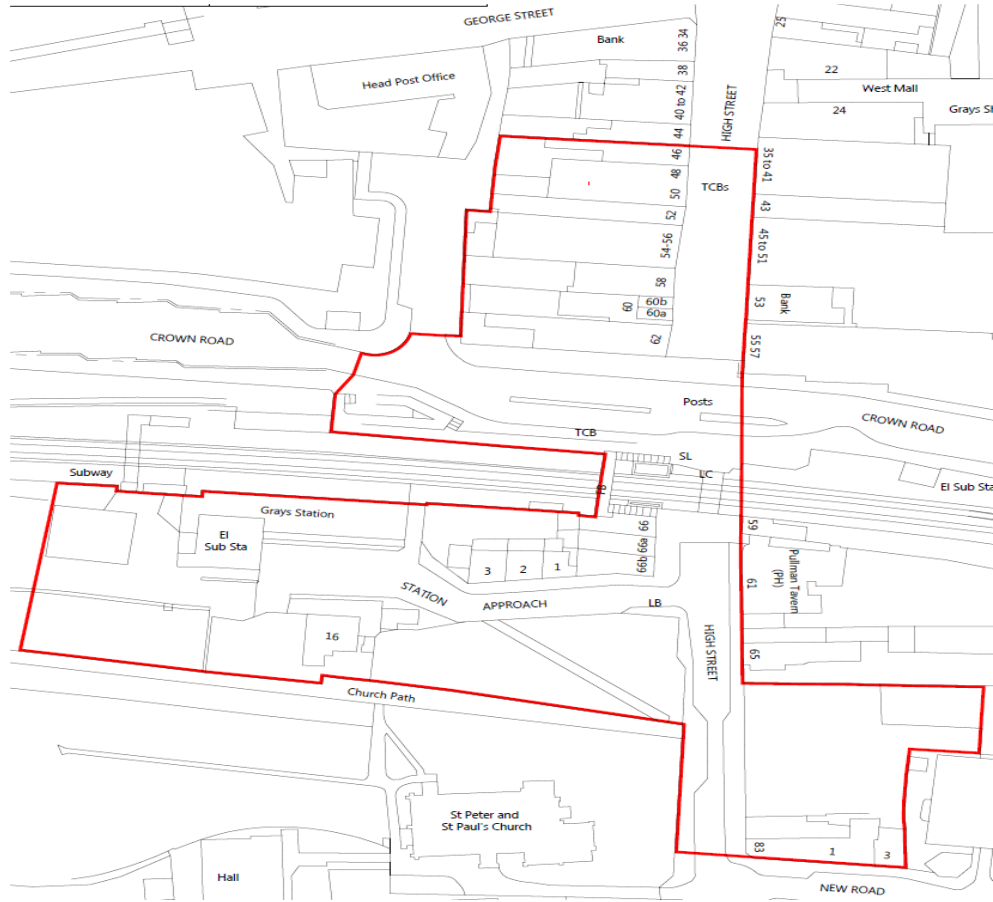 GEORGE STREET
25
Bank
36 34
38
40 to 42
44
46
48
50
52
54-56
58
60
60b
60a
62
Head Post Office
HIGH STREET
22
West Mall
24
TCBs
35 to 41
43
45 to 51
53
Bank
55 57
CROWN ROAD
Posts
CROWN ROAD
TCB
SL
LC
FB
El Sub Sta
Subway
Grays Station
El
Sub Sta
66
66a
66b
59
Pullman Tavern
(PH)
61
3
2
1
STATION
APPROACH
LB
16
HIGH STREET
65
Church Path
St Peter and
St Paul's Church
83
1
3
Hall
NEW ROAD